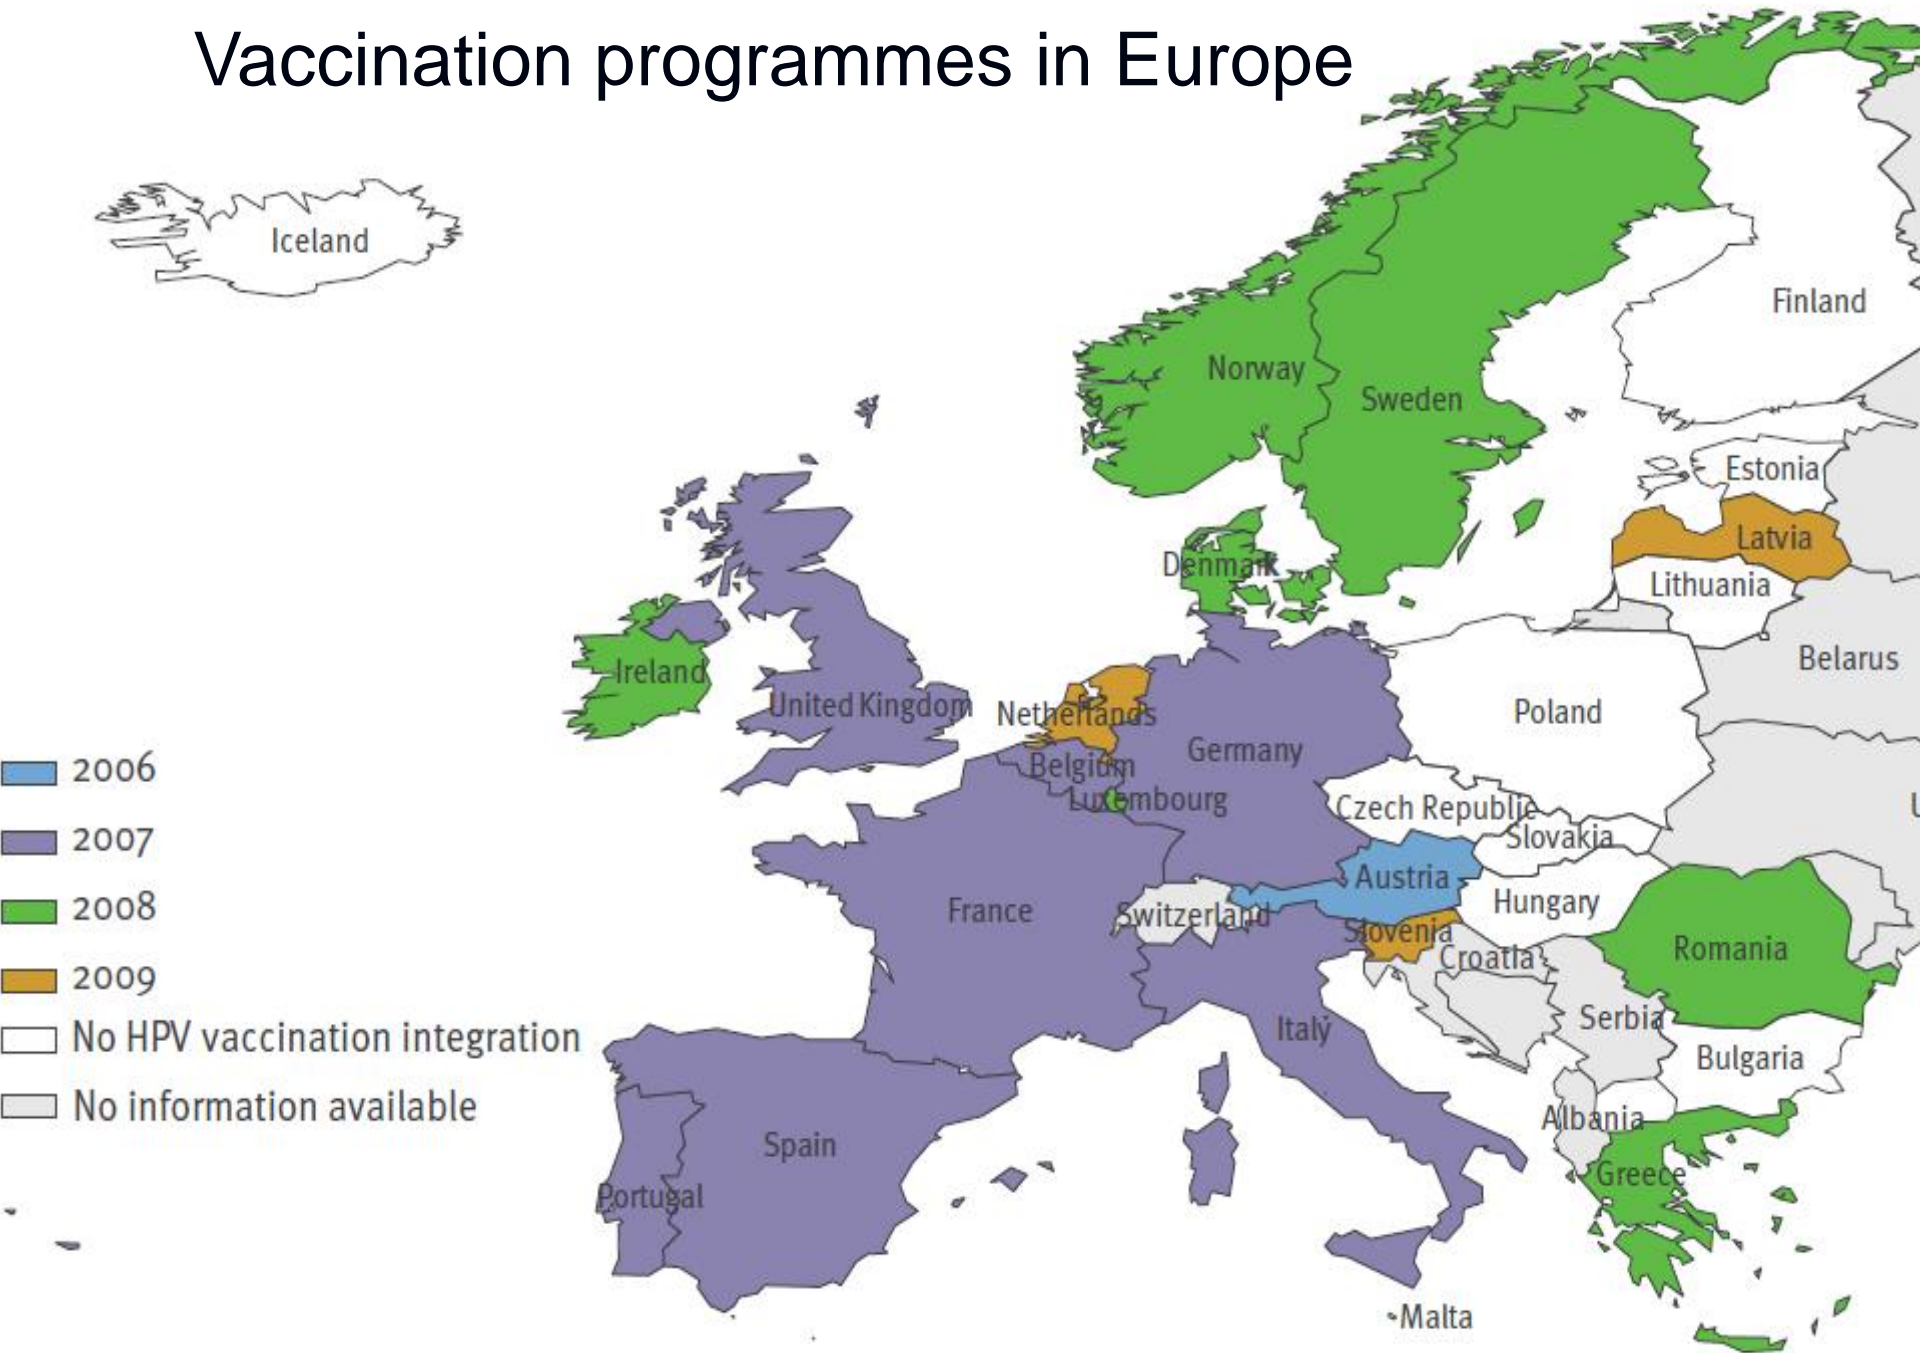 Vaccination programmes in Europe
Iceland
Finland
Norway
Sweden
Estonia
Latvia
Denmark
Lithuania
Belarus
Ireland
United Kingdom
Netherlands
Poland
Germany
Belgium
Luxembourg
Czech Republic
Slovakia
Austria
Hungary
France
Switzerland
Slovenia
Croatia
Romania
Serbia
Italy
Bulgaria
Albania
Greece
Spain
Portugal
Malta
2006
2007
2008
2009
No HPV vaccination integration
No information available